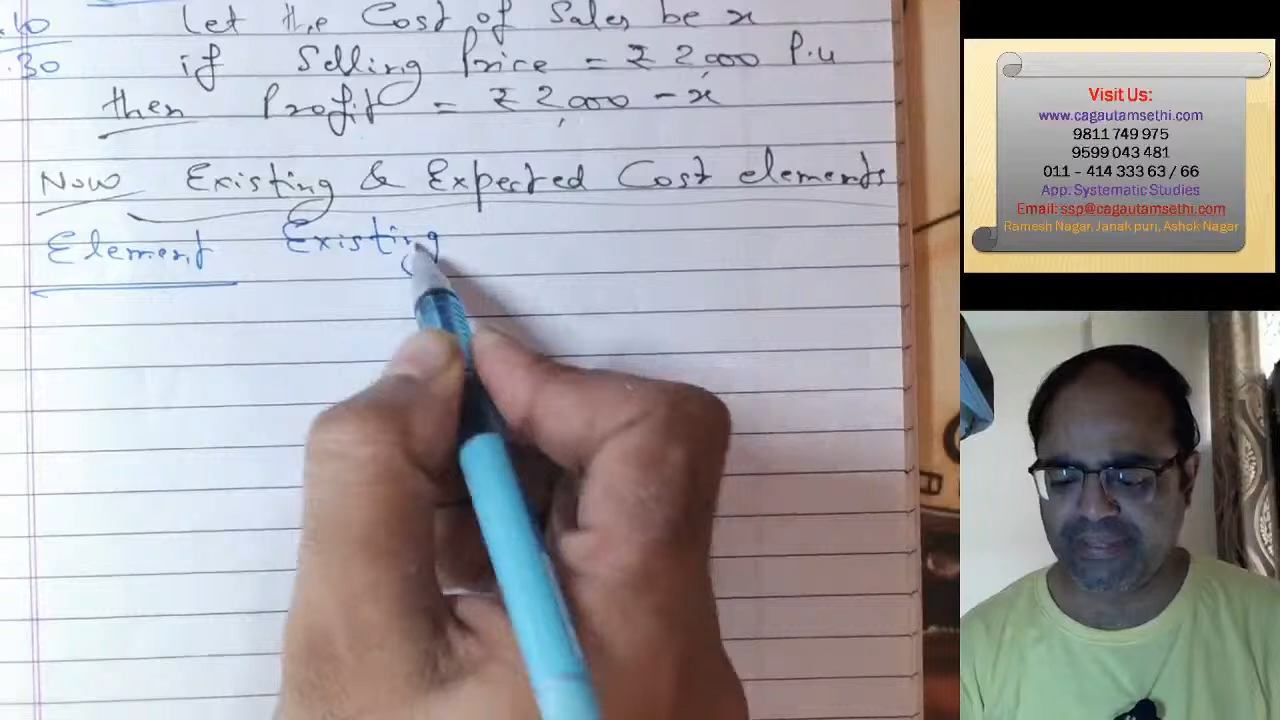 .10 Let the Cost of Sales be x
.30 if Selling Price = ₹ 2,000 P.u
then Profit = ₹ 2,000 - x
Now Existing & Expected Cost elements
Element Existing
Visit Us:
www.cagautamsethi.com
9811 749 975
9599 043 481
011 - 414 333 63 / 66
App. Systematic Studies
Email: ssp@cagautamsethi.com
Ramesh Nagar, Janak puri, Ashok Nagar